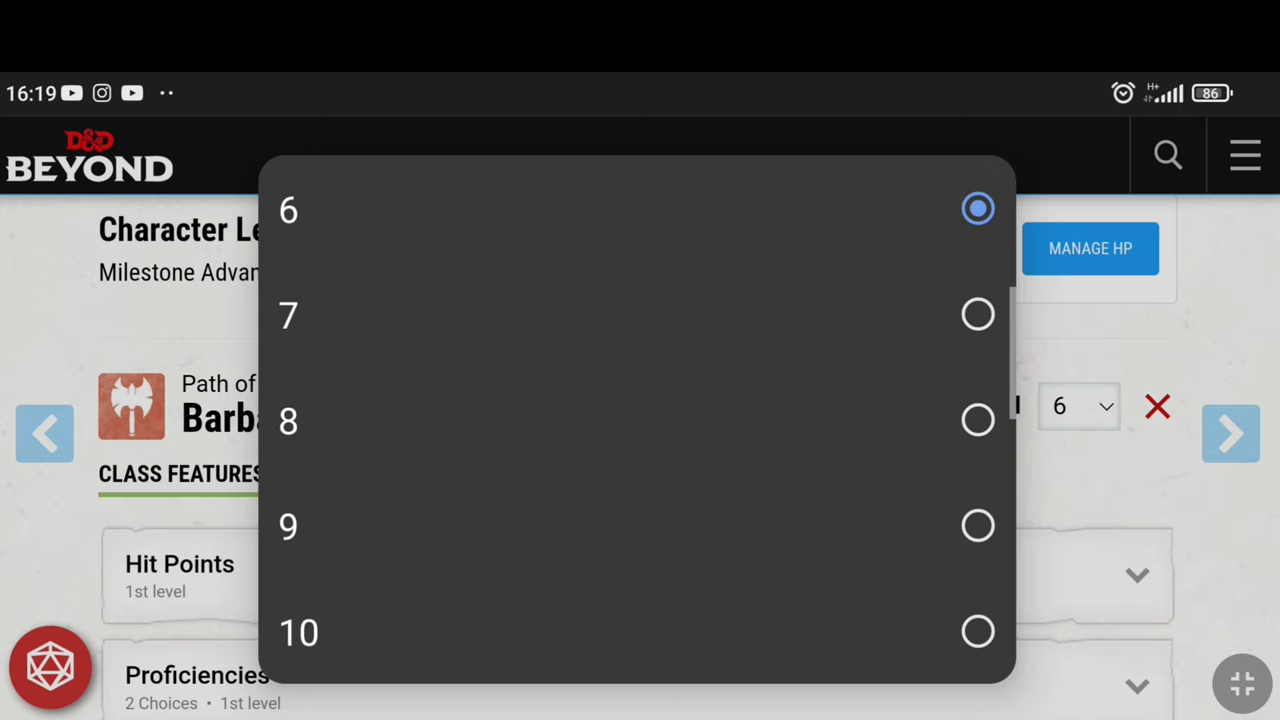 16:19
H+
86
D&D
BEYOND
Character Le
Milestone Advan
MANAGE HP
6
7
8
9
10
Path of
Barba
6
CLASS FEATURES
Hit Points
1st level
Proficiencies
2 Choices • 1st level